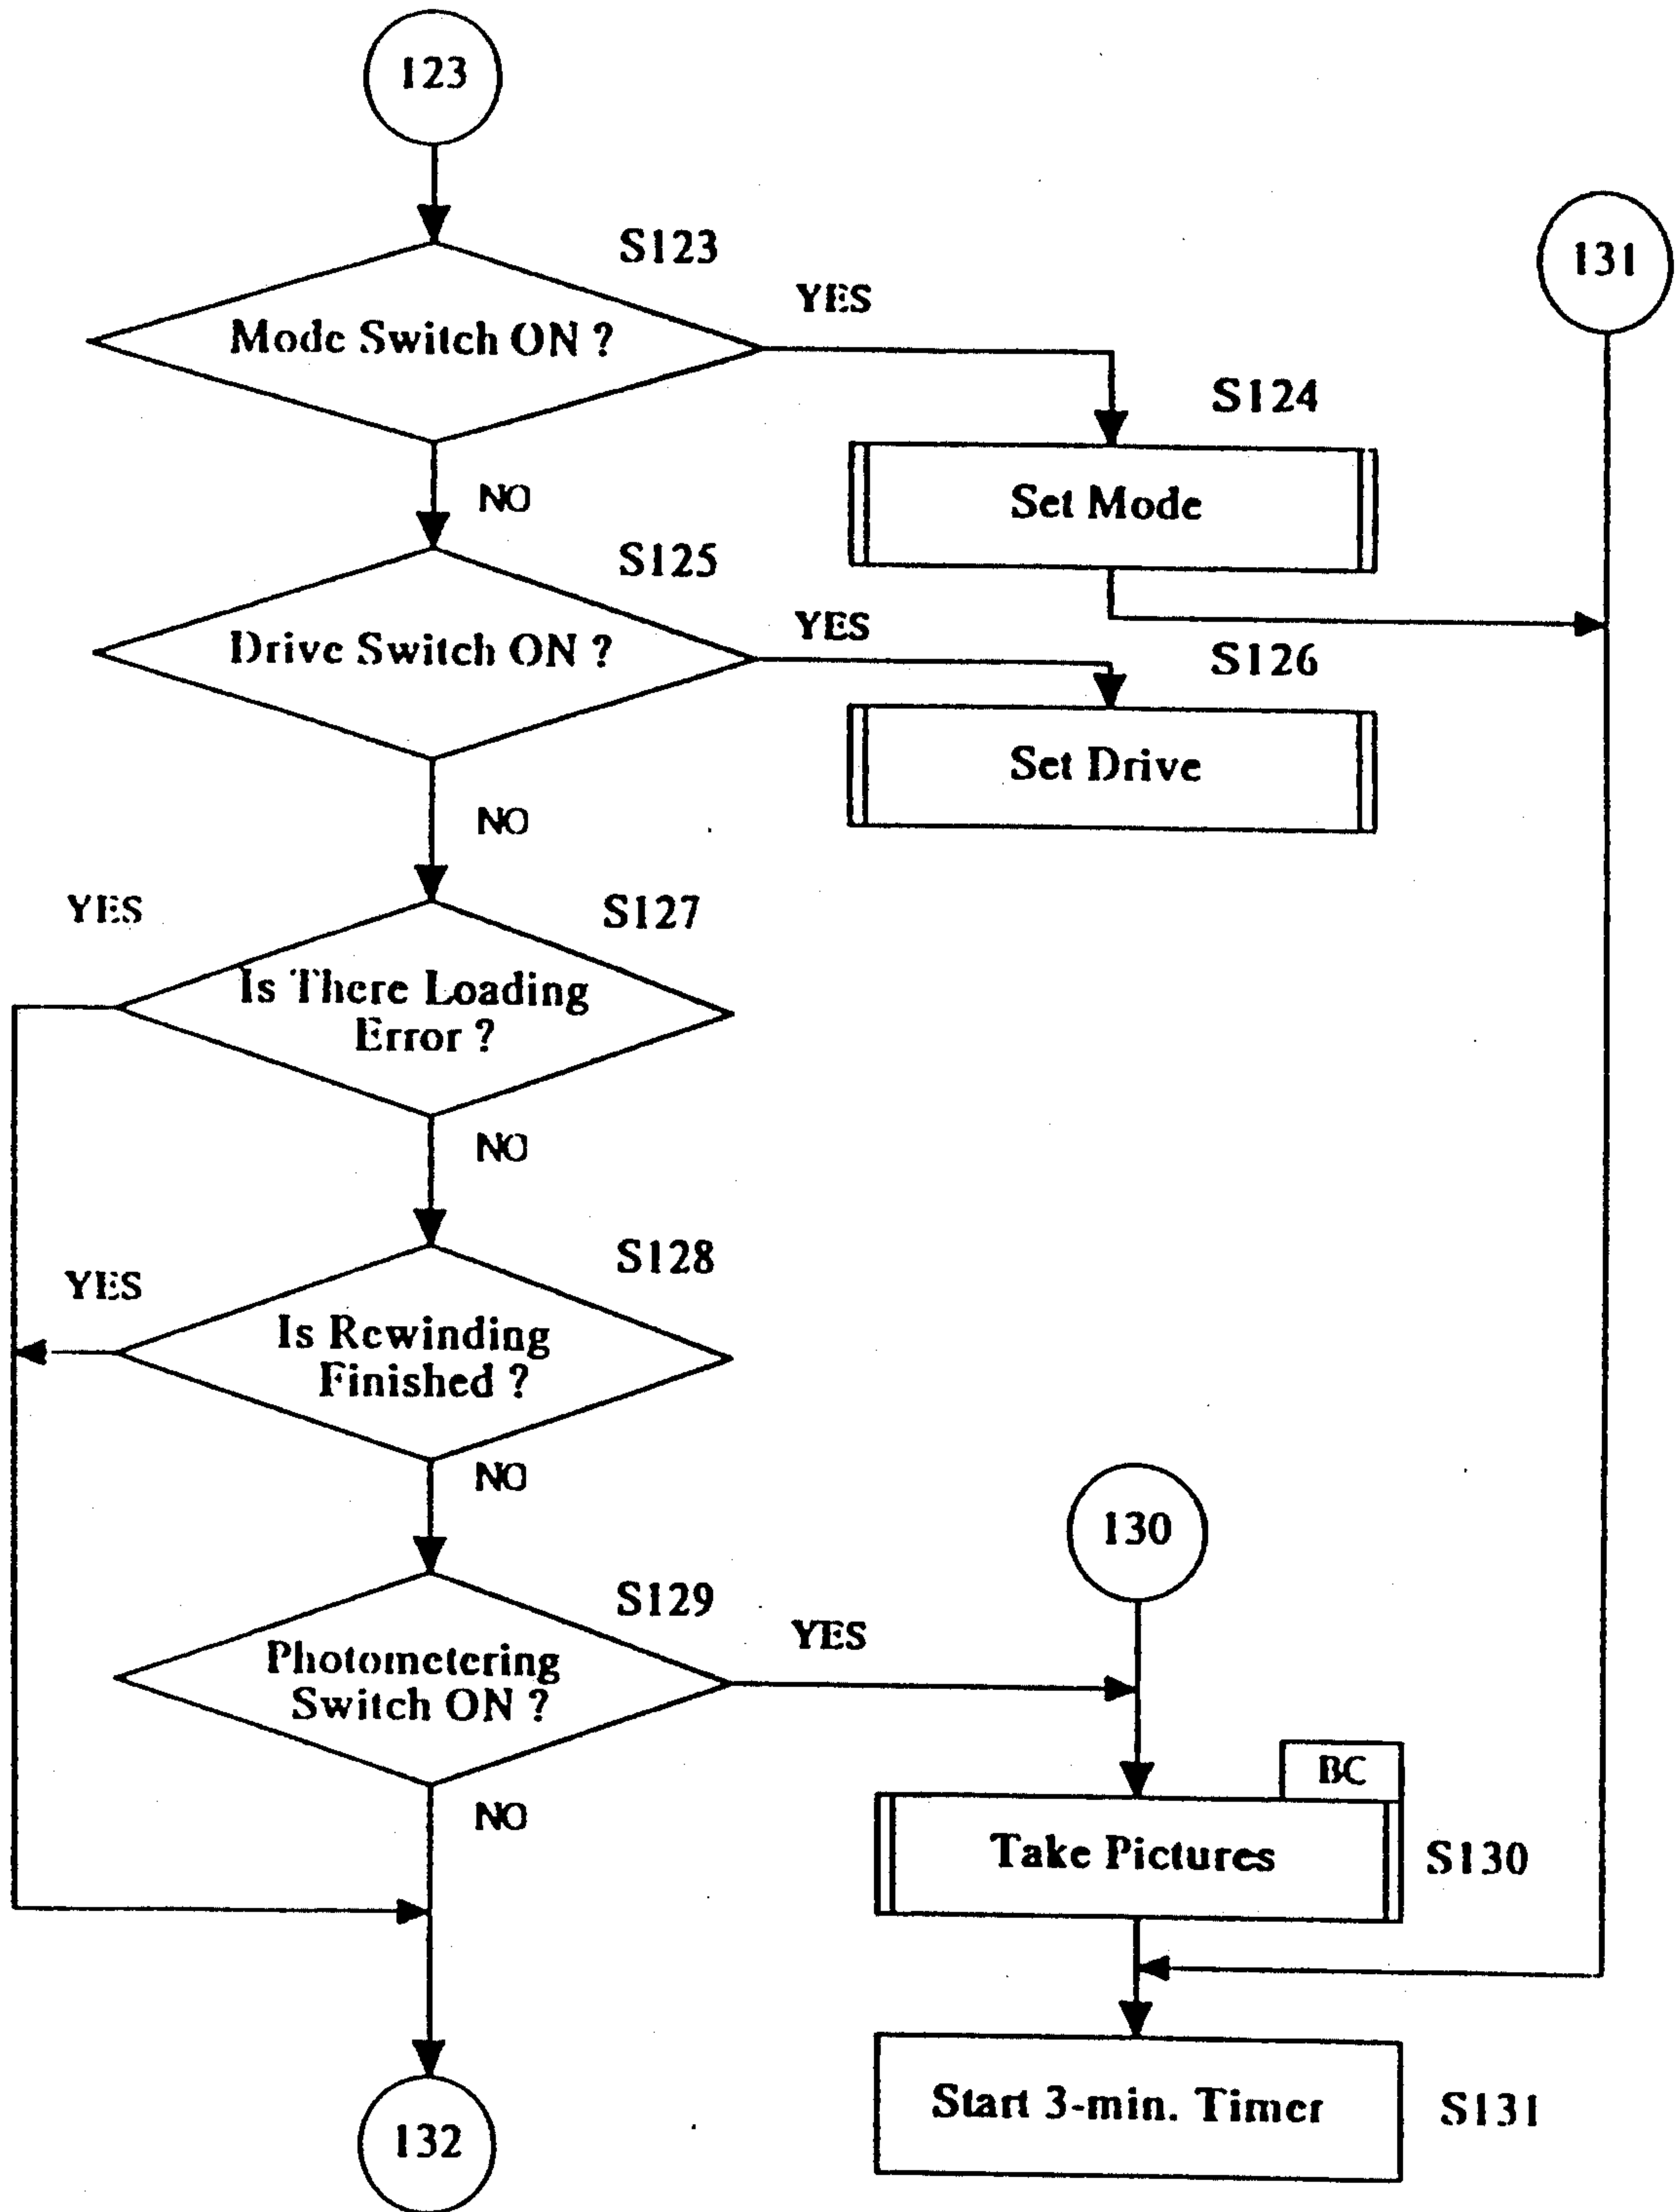 123
S123
131
YES
Mode Switch ON ?
S124
NO
Set Mode
S125
YES
Drive Switch ON ?
S126
Set Drive
NO
YES
S127
Is There Loading
Error ?
NO
S128
YES
Is Rewinding
Finished ?
NO
130
S129
YES
Photometering
Switch ON ?
BC
NO
Take Pictures
S130
Start 3-min. Timer
S131
132